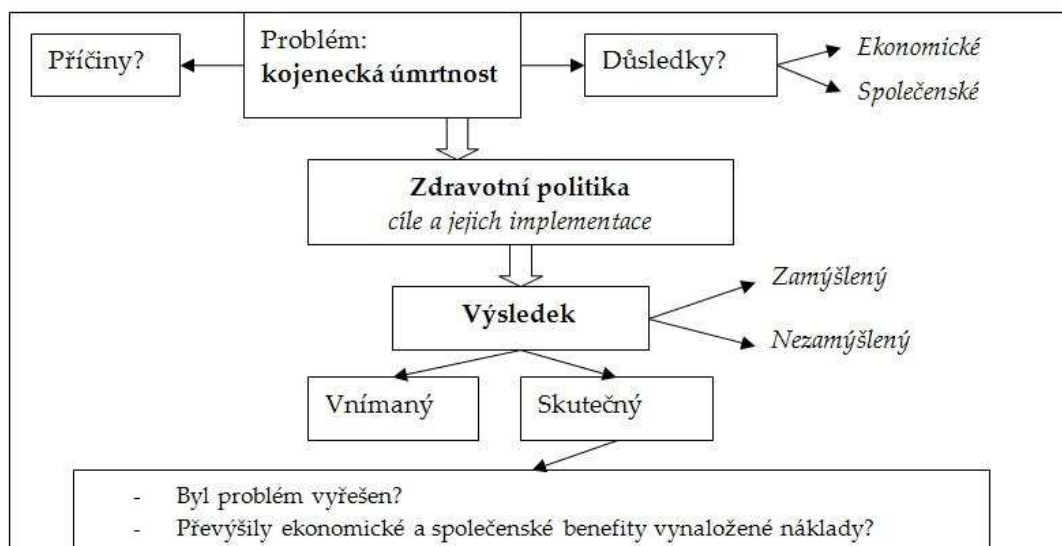 Příčiny?
Problém:
kojenecká úmrtnost
Důsledky?
Ekonomické
Společenské
Zdravotní politika
cíle a jejich implementace
Výsledek
Zamýšlený
Nezamýšlený
Vnímaný
Skutečný
- Byl problém vyřešen?
- Převýšily ekonomické a společenské benefity vynaložené náklady?